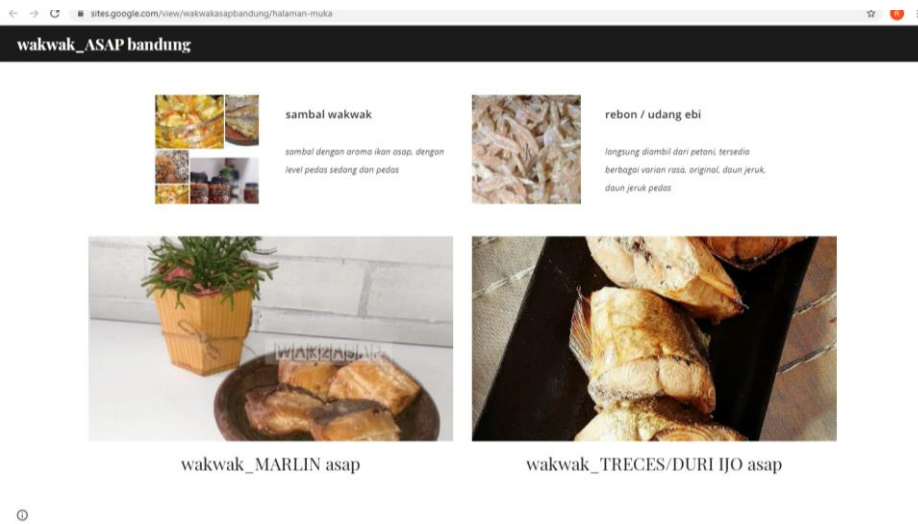 sites.google.com/view/wakwakasapbandung/halaman-muka
wakwak_ASAP bandung
sambal wakwak
sambal dengan aroma ikan asap, dengan
level pedas sedang dan pedas
rebon / udang ebi
langsung diambil dari petani, tersedia
berbagai varian rasa, original, daun jeruk,
daun jeruk pedas
WAKZASAP
wakwak_MARLIN asap
wakwak_TRECES/DURI IJO asap